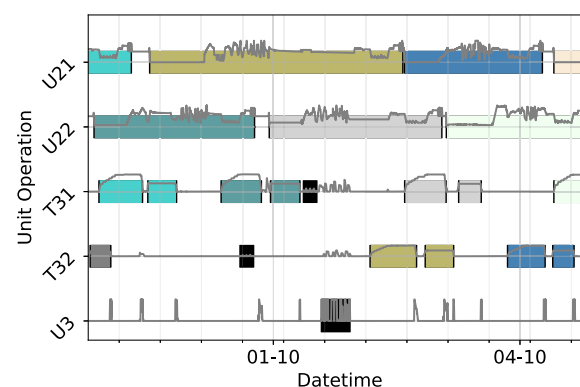 Unit Operation
U21
U22
T31
T32
U3
01-10
04-10
Datetime